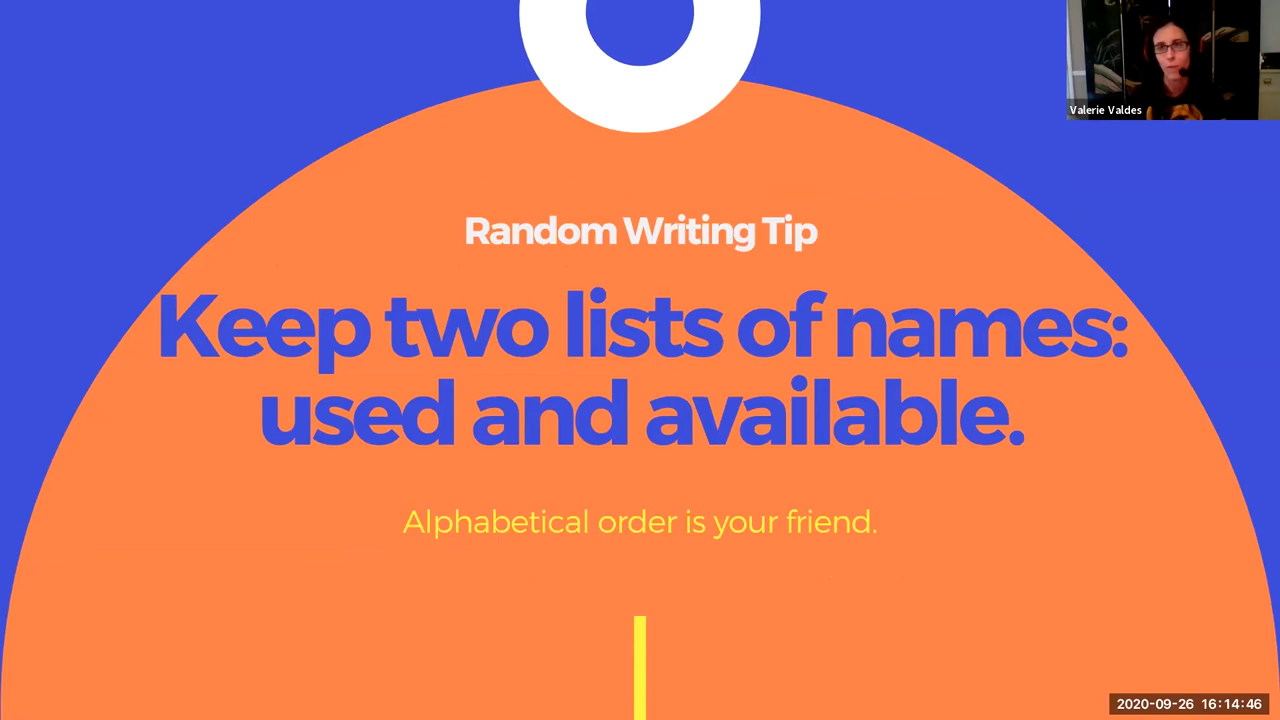 Valerie Valdes
Random Writing Tip
Keep two lists of names:
used and available.
Alphabetical order is your friend.
2020-09-26 16:14:46